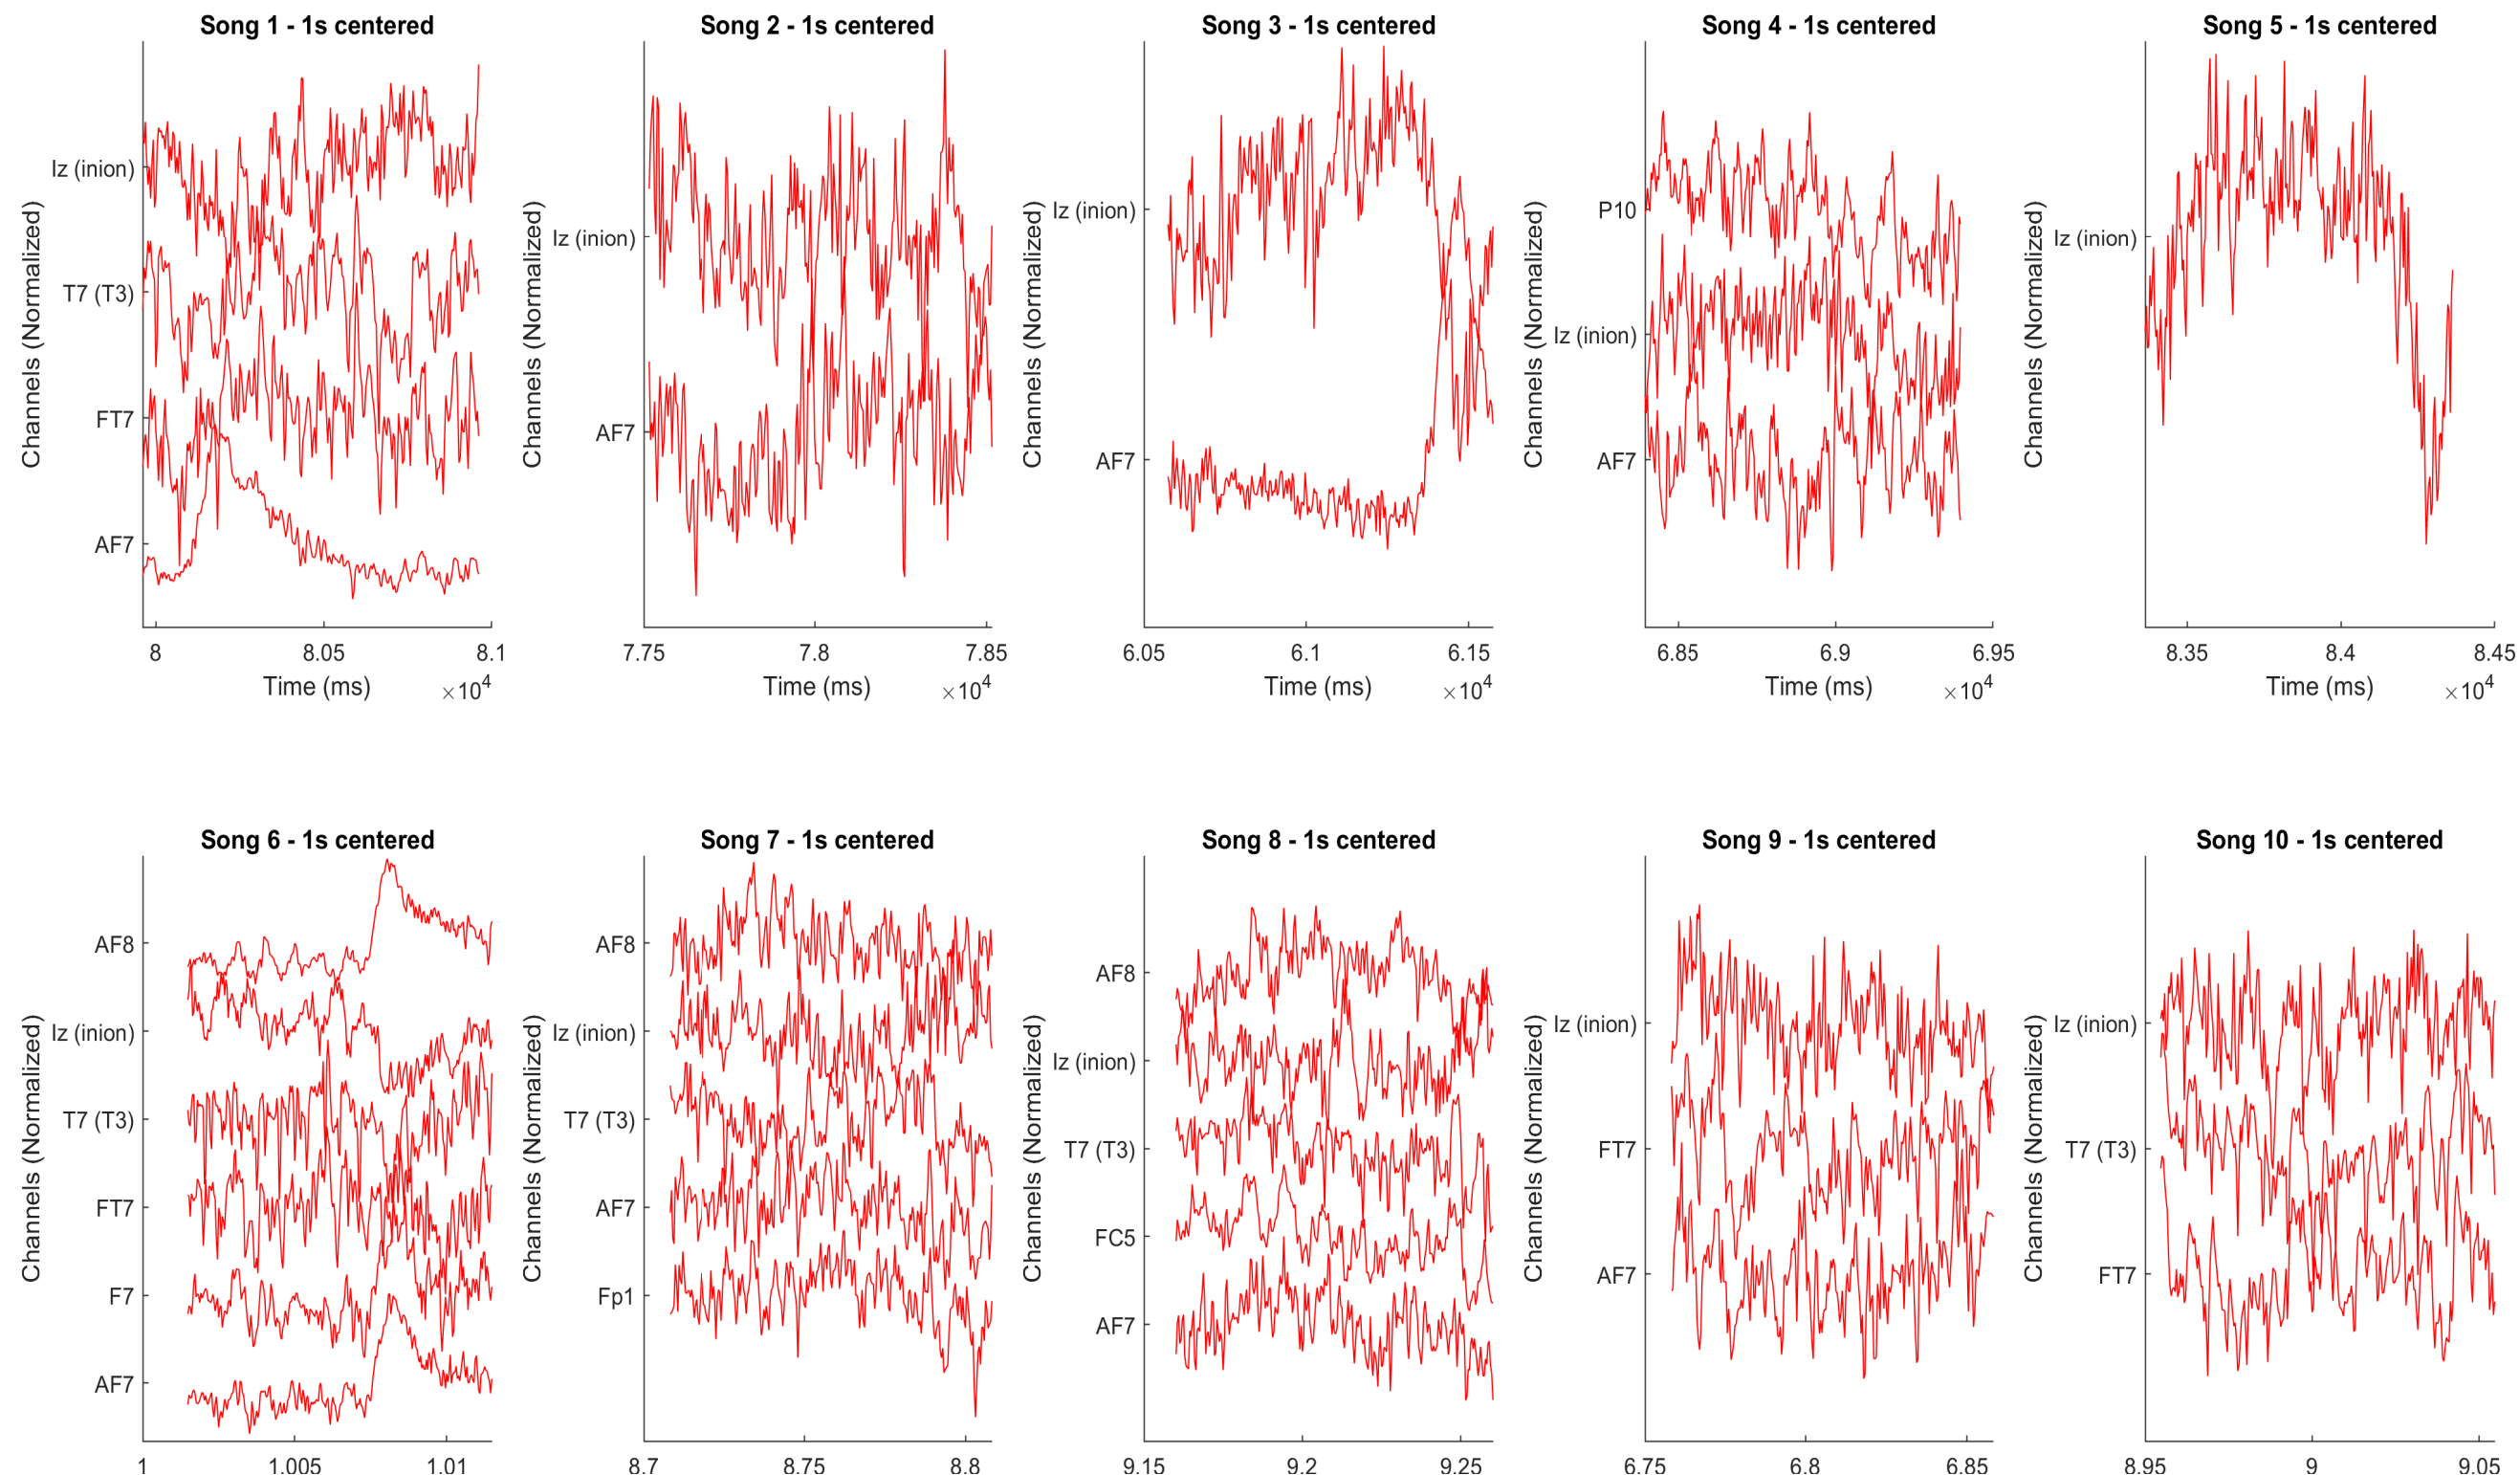 Song 1 - 1s centered
Channels (Normalized)
Iz (inion)
T7 (T3)
FT7
AF7
8 8.05 8.1
Time (ms)
×10^4
Song 2 - 1s centered
Channels (Normalized)
Iz (inion)
AF7
7.75 7.8 7.85
Time (ms)
×10^4
Song 3 - 1s centered
Channels (Normalized)
Iz (inion)
AF7
6.05 6.1 6.15
Time (ms)
×10^4
Song 4 - 1s centered
Channels (Normalized)
P10
Iz (inion)
AF7
6.85 6.9 6.95
Time (ms)
×10^4
Song 5 - 1s centered
Channels (Normalized)
Iz (inion)
8.35 8.4 8.45
Time (ms)
×10^4
Song 6 - 1s centered
Channels (Normalized)
AF8
Iz (inion)
T7 (T3)
FT7
F7
AF7
1 1.005 1.01
Song 7 - 1s centered
Channels (Normalized)
AF8
Iz (inion)
T7 (T3)
AF7
Fp1
8.7 8.75 8.8
Song 8 - 1s centered
Channels (Normalized)
AF8
Iz (inion)
T7 (T3)
FC5
AF7
9.15 9.2 9.25
Song 9 - 1s centered
Channels (Normalized)
Iz (inion)
FT7
AF7
6.75 6.8 6.85
Song 10 - 1s centered
Channels (Normalized)
Iz (inion)
T7 (T3)
FT7
8.95 9 9.05